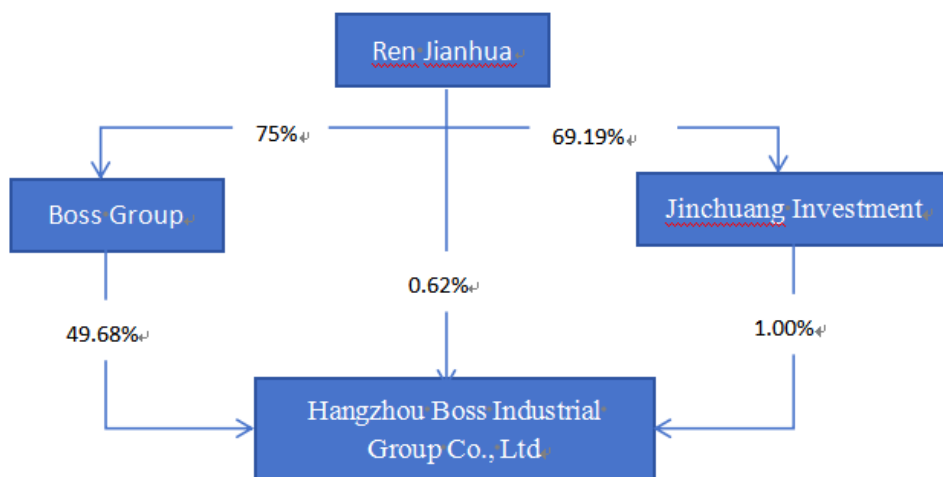 Ren Jianhua
75%
69.19%
Boss Group
Jinchuang Investment
0.62%
49.68%
1.00%
Hangzhou Boss Industrial
Group Co., Ltd